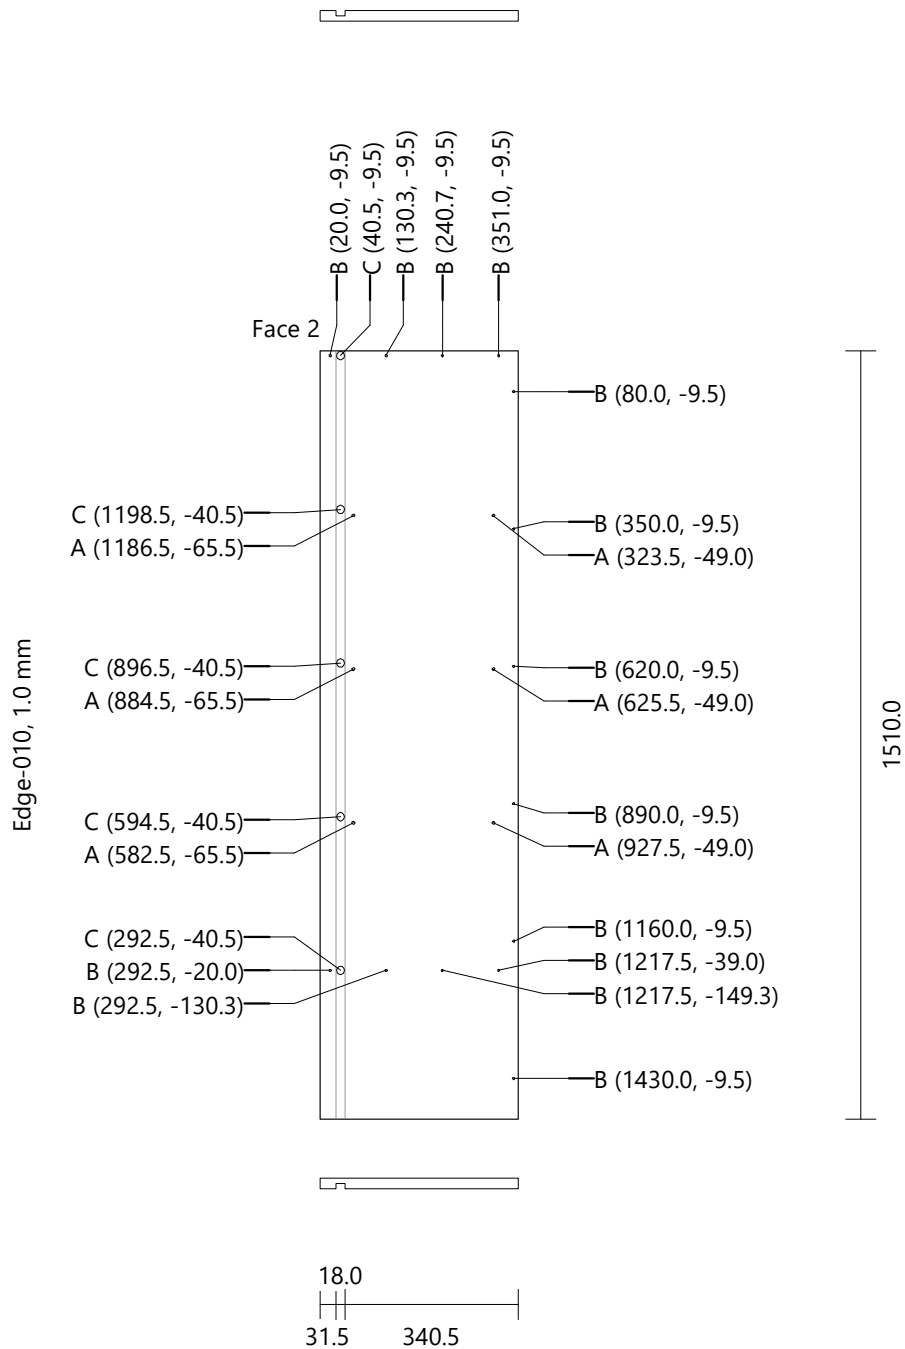 B (20.0, -9.5)
C (40.5, -9.5)
B (130.3, -9.5)
B (240.7, -9.5)
B (351.0, -9.5)
Face 2
B (80.0, -9.5)
C (1198.5, -40.5)
A (1186.5, -65.5)
B (350.0, -9.5)
A (323.5, -49.0)
Edge-010, 1.0 mm
C (896.5, -40.5)
A (884.5, -65.5)
B (620.0, -9.5)
A (625.5, -49.0)
1510.0
C (594.5, -40.5)
A (582.5, -65.5)
B (890.0, -9.5)
A (927.5, -49.0)
C (292.5, -40.5)
B (292.5, -20.0)
B (292.5, -130.3)
B (1160.0, -9.5)
B (1217.5, -39.0)
B (1217.5, -149.3)
B (1430.0, -9.5)
18.0
31.5
340.5